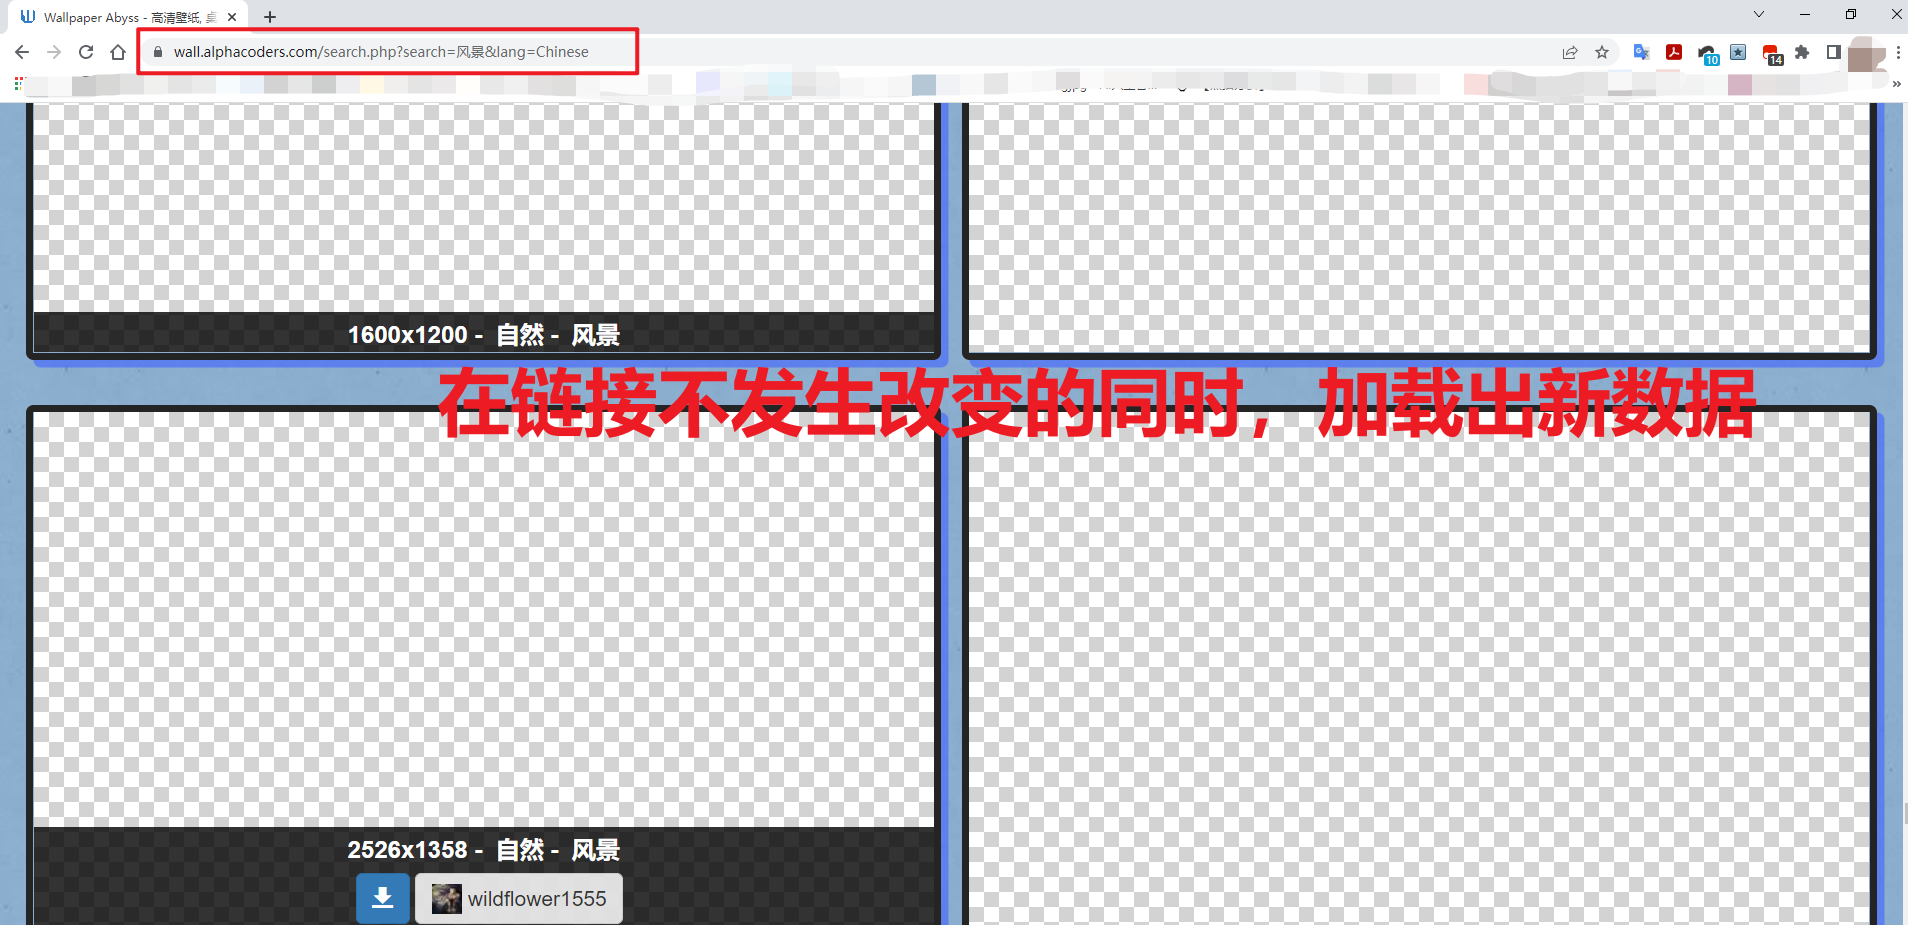 Wallpaper Abyss - 高清壁纸, 桌
wall.alphacoders.com/search.php?search=风景&lang=Chinese
10
14
1600x1200 - 自然 - 风景
在链接不发生改变的同时，加载出新数据
2526x1358 - 自然 - 风景
wildflower1555